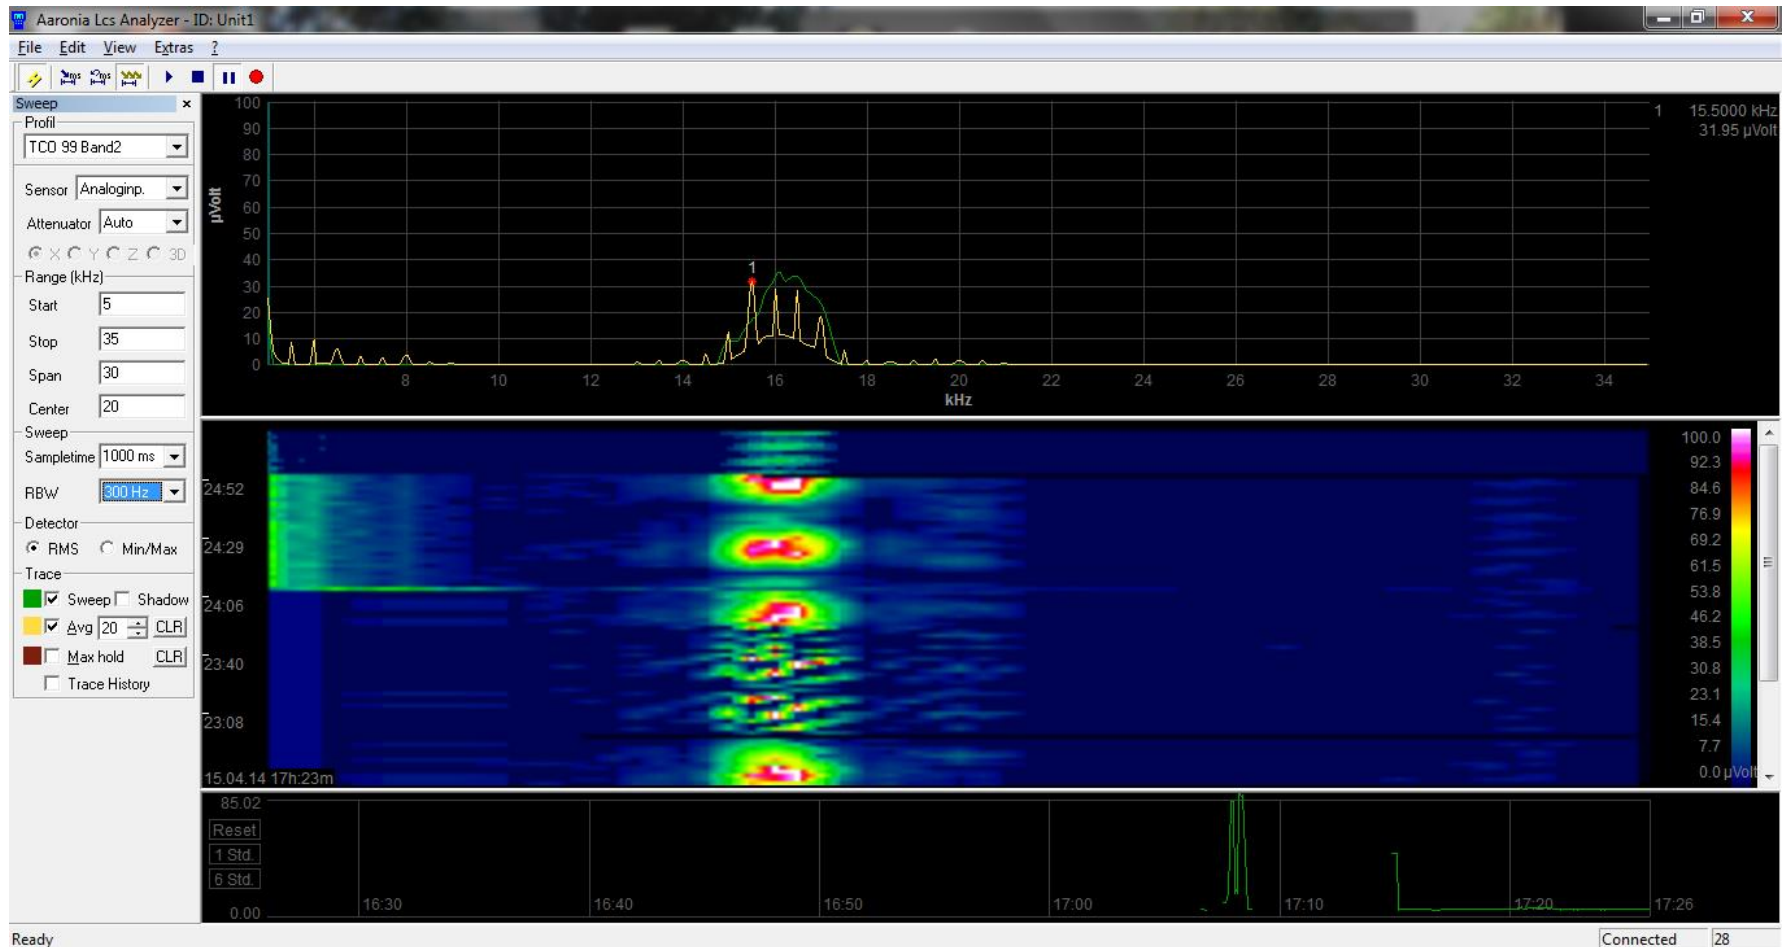 Aaronia Lcs Analyzer - ID: Unit1
File Edit View Extras ?
Sweep
Profil
TCO 99 Band2
Sensor Analoginp.
Attenuator Auto
X Y Z 3D
Range (kHz)
Start 5
Stop 35
Span 30
Center 20
Sweep
Sampletime 1000 ms
RBW 300 Hz
Detector
RMS Min/Max
Trace
Sweep Shadow
Avg 20 CLR
Max hold CLR
Trace History
100
90
80
70
60
50
40
30
20
10
0
µVolt
1
8 10 12 14 16 18 20 22 24 26 28 30 32 34
kHz
1 15.5000 kHz
31.95 µVolt
24:52
24:29
24:06
23:40
23:08
15.04.14 17h:23m
100.0
92.3
84.6
76.9
69.2
61.5
53.8
46.2
38.5
30.8
23.1
15.4
7.7
0.0 µVolt
85.02
Reset
1 Std.
6 Std.
0.00
16:30 16:40 16:50 17:00 17:10 17:20 17:26
Ready
Connected 28